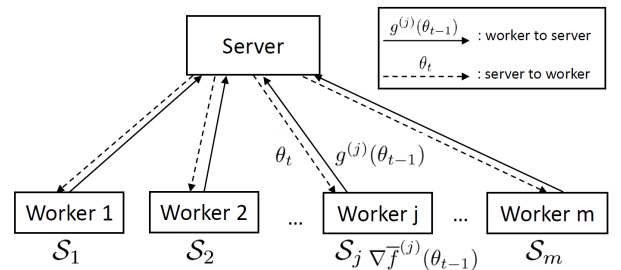 Server
g^{(j)}(θ_{t-1})
: worker to server
θ_t
: server to worker
θ_t
g^{(j)}(θ_{t-1})
Worker 1
Worker 2
...
Worker j
...
Worker m
𝒮_1
𝒮_2
𝒮_j ∇\overline{f}^{(j)}(θ_{t-1})
𝒮_m